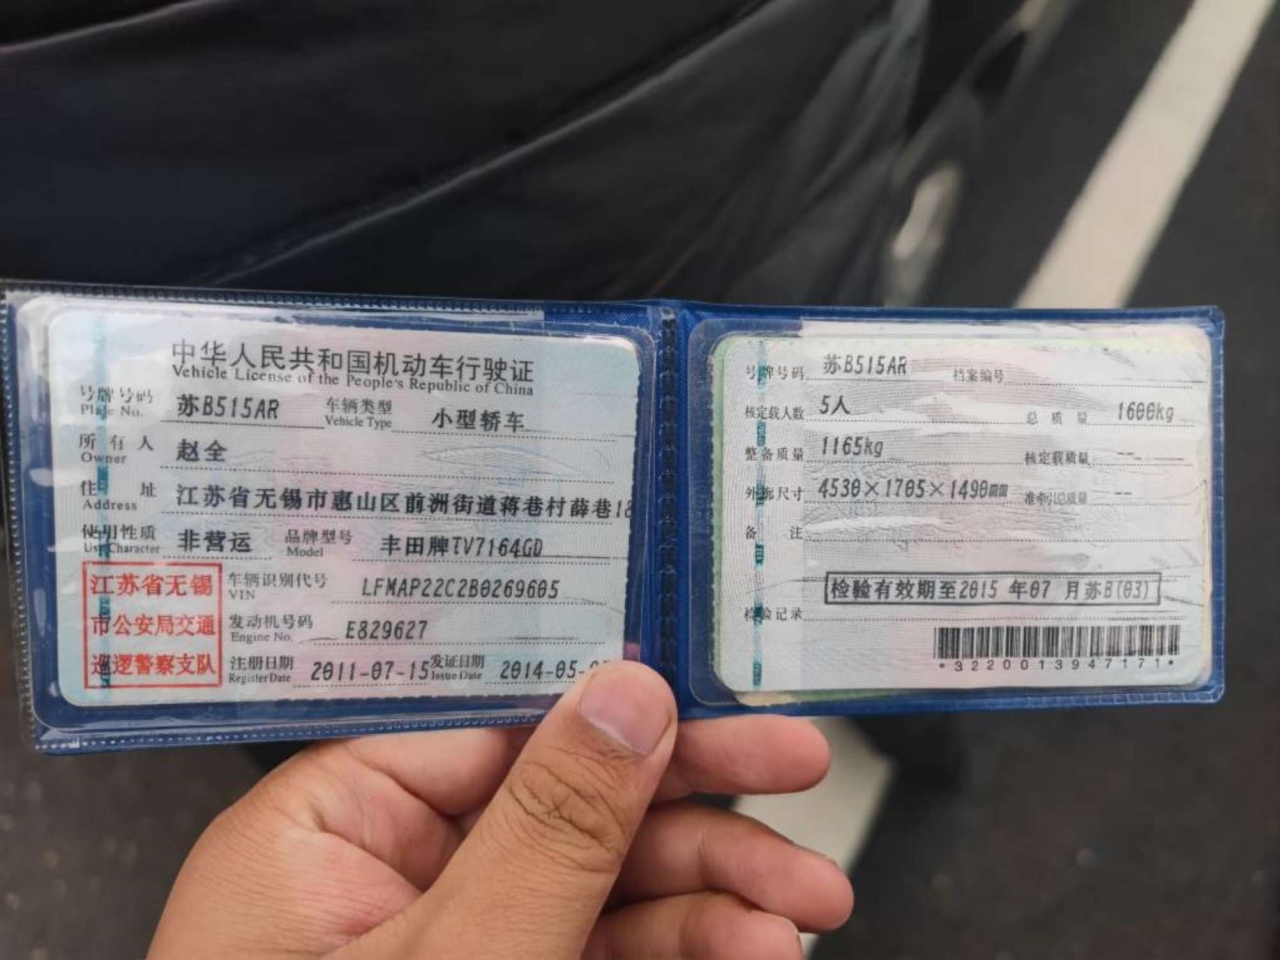 中华人民共和国机动车行驶证
Vehicle License of the People's Republic of China
号牌号码 苏B515AR 车辆类型 小型轿车
Plate No. Vehicle Type
所有人 赵全
Owner
住址 江苏省无锡市惠山区前洲街道蒋巷村薛巷18
Address
使用性质 非营运 品牌型号 丰田牌TV7164GD
Use Character Model
江苏省无锡
市公安局交通
巡逻警察支队
车辆识别代号 LFMAP22C2B0269605
VIN
发动机号码 E829627
Engine No.
注册日期 2011-07-15 发证日期 2014-05-
Register Date Issue Date
号牌号码 苏B515AR 档案编号
核定载人数 5人 总质量 1600kg
整备质量 1165kg 核定载质量 --
外廓尺寸 4530×1705×1490mm 准牵引总质量 --
备注
检验有效期至2015 年07 月苏B(03)
检验记录
*3220013947171*